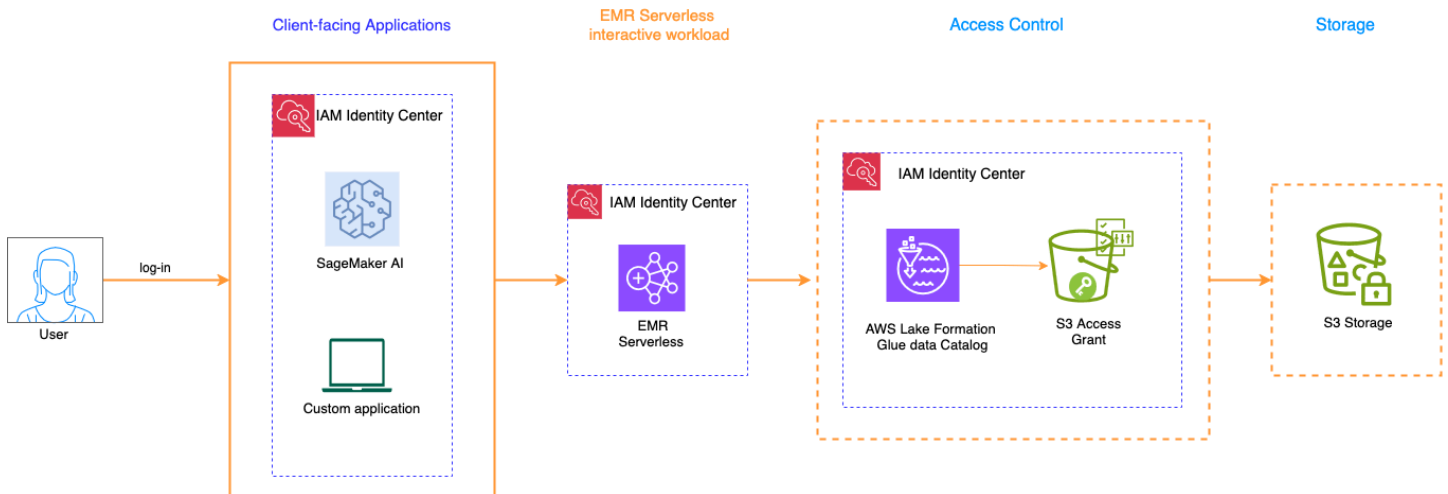 Client-facing Applications
EMR Serverless
interactive workload
Access Control
Storage
IAM Identity Center
SageMaker AI
Custom application
log-in
User
IAM Identity Center
EMR
Serverless
IAM Identity Center
AWS Lake Formation
Glue data Catalog
S3 Access
Grant
S3 Storage